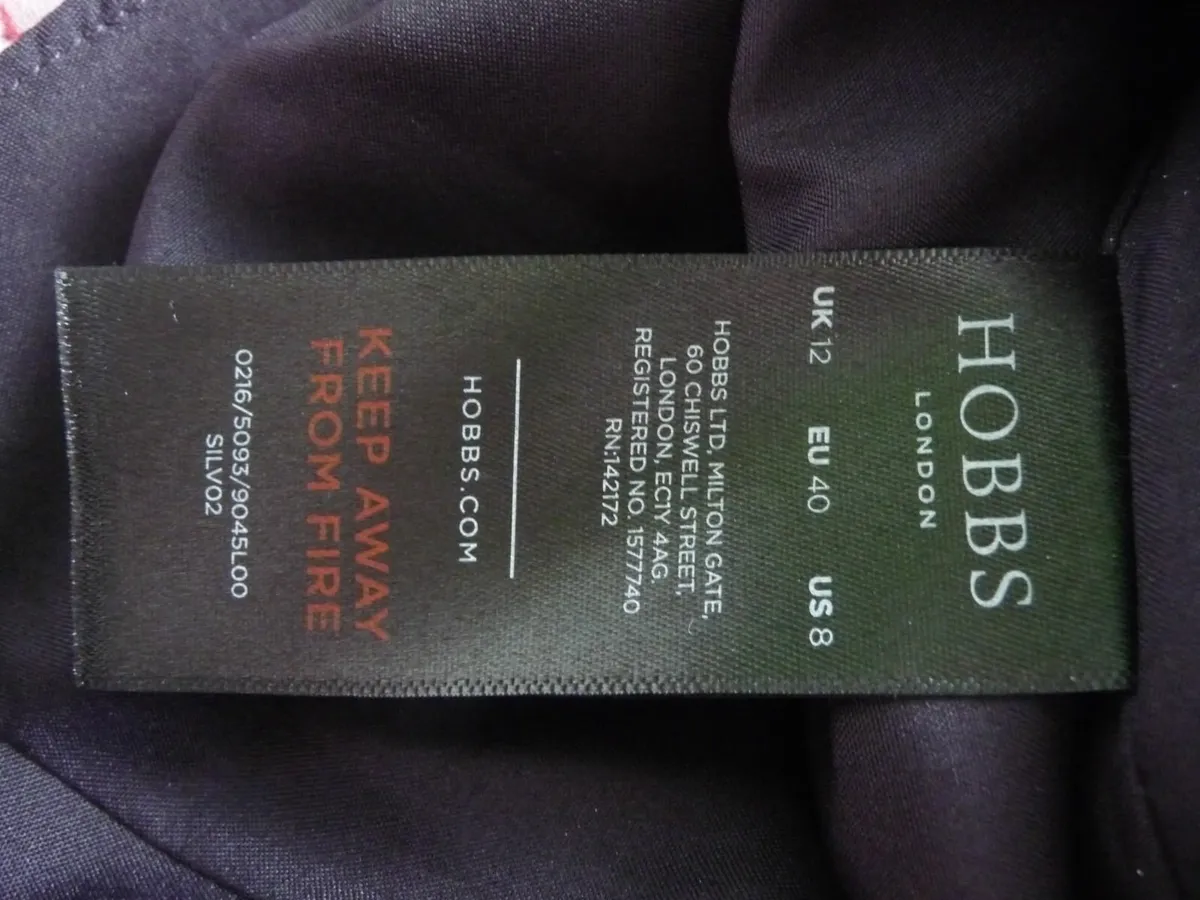 HOBBS
LONDON
UK 12 EU 40 US 8
HOBBS LTD, MILTON GATE,
60 CHISWELL STREET,
LONDON, EC1Y 4AG.
REGISTERED NO. 1577740
RN:142172
HOBBS.COM
KEEP AWAY
FROM FIRE
0216/5093/9045L00
SILV02